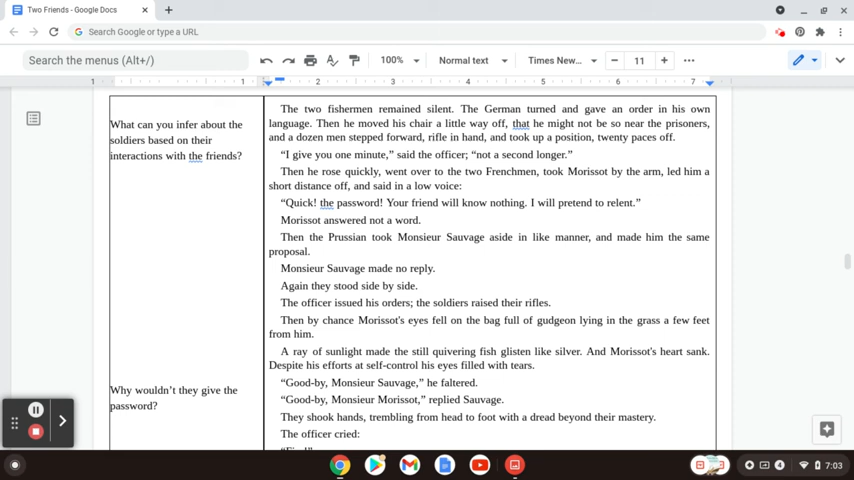 Two Friends - Google Docs
Search Google or type a URL
Search the menus (Alt+/)
100%
Normal text
Times New...
11
1 1 2 3 4 5 6 7
What can you infer about the
soldiers based on their
interactions with the friends?
Why wouldn't they give the
password?
The two fishermen remained silent. The German turned and gave an order in his own
language. Then he moved his chair a little way off, that he might not be so near the prisoners,
and a dozen men stepped forward, rifle in hand, and took up a position, twenty paces off.
“I give you one minute,” said the officer; “not a second longer.”
Then he rose quickly, went over to the two Frenchmen, took Morissot by the arm, led him a
short distance off, and said in a low voice:
“Quick! the password! Your friend will know nothing. I will pretend to relent.”
Morissot answered not a word.
Then the Prussian took Monsieur Sauvage aside in like manner, and made him the same
proposal.
Monsieur Sauvage made no reply.
Again they stood side by side.
The officer issued his orders; the soldiers raised their rifles.
Then by chance Morissot's eyes fell on the bag full of gudgeon lying in the grass a few feet
from him.
A ray of sunlight made the still quivering fish glisten like silver. And Morissot's heart sank.
Despite his efforts at self-control his eyes filled with tears.
“Good-by, Monsieur Sauvage,” he faltered.
“Good-by, Monsieur Morissot,” replied Sauvage.
They shook hands, trembling from head to foot with a dread beyond their mastery.
The officer cried:
4
7:03